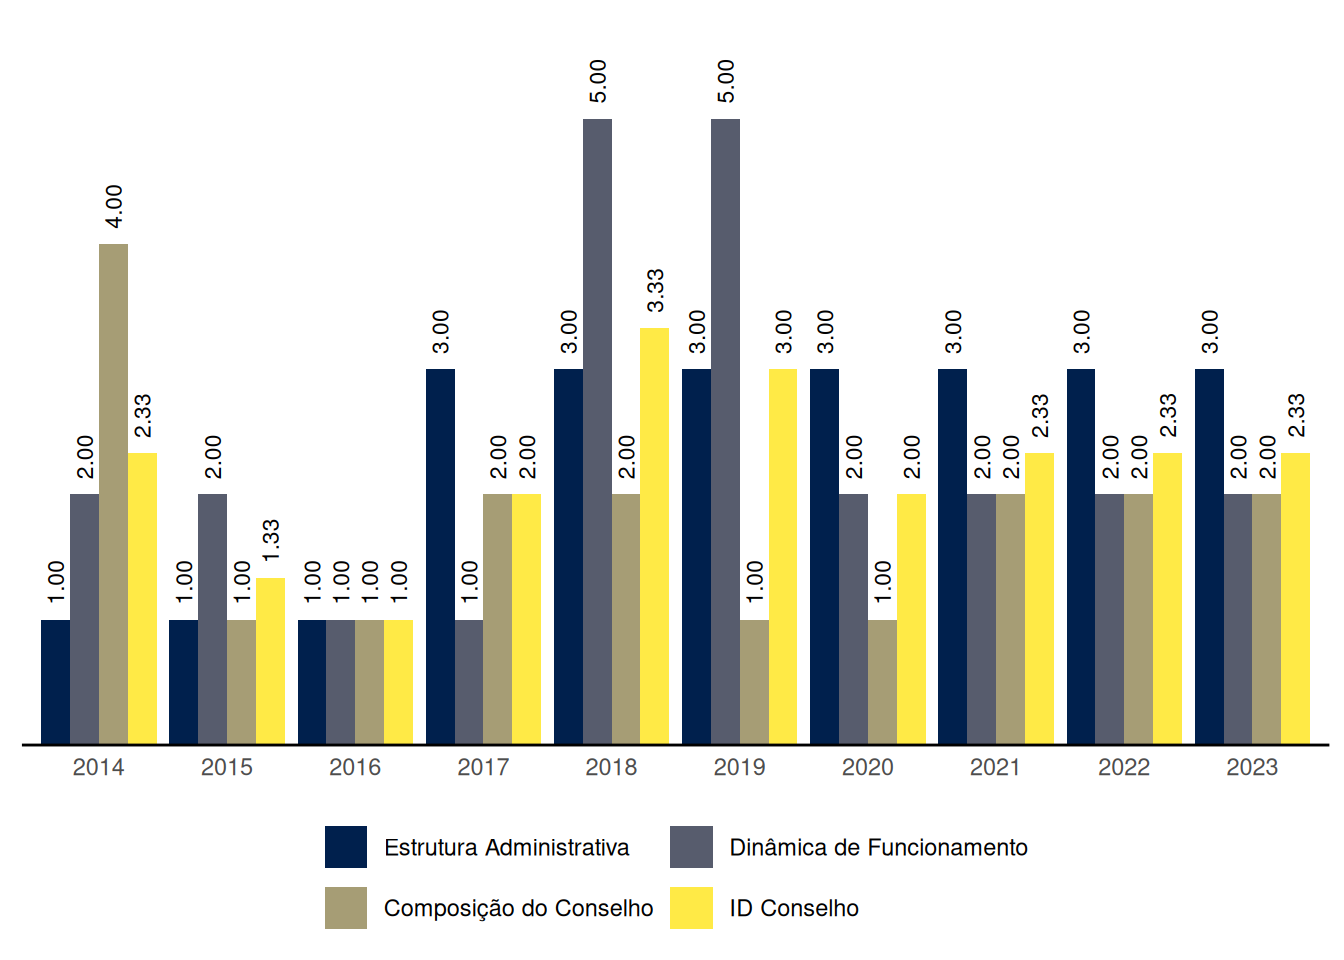 5.00 5.00
4.00
3.33
3.00 3.00 3.00 3.00 3.00 3.00 3.00 3.00
2.33 2.33 2.33 2.33
2.00 2.00 2.00 2.00 2.00 2.00 2.00 2.00 2.00 2.00 2.00 2.00 2.00
1.33
1.00 1.00 1.00 1.00 1.00 1.00 1.00 1.00 1.00 1.00
2014 2015 2016 2017 2018 2019 2020 2021 2022 2023
Estrutura Administrativa Dinâmica de Funcionamento
Composição do Conselho ID Conselho